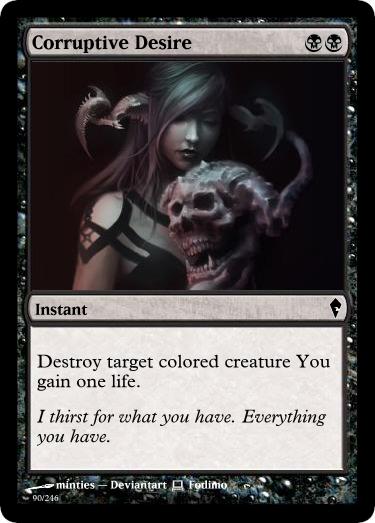 Corruptive Desire
Instant
Destroy target colored creature You
gain one life.
I thirst for what you have. Everything
you have.
minties — Deviantart Fodimo
90/246